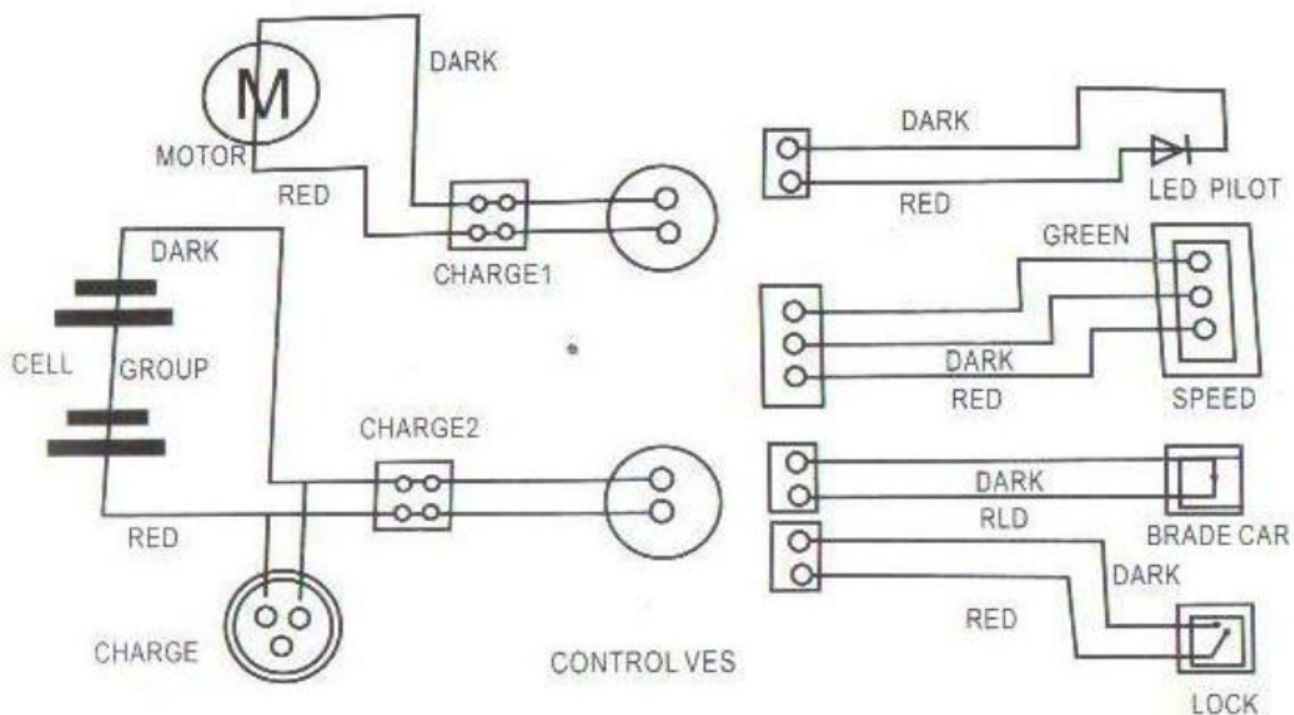 DARK
M
MOTOR
RED
CHARGE1
DARK
CELL GROUP
CHARGE2
RED
CHARGE
CONTROL VES
DARK
RED
LED PILOT
GREEN
DARK
RED
SPEED
DARK
RLD
BRADE CAR
DARK
RED
LOCK